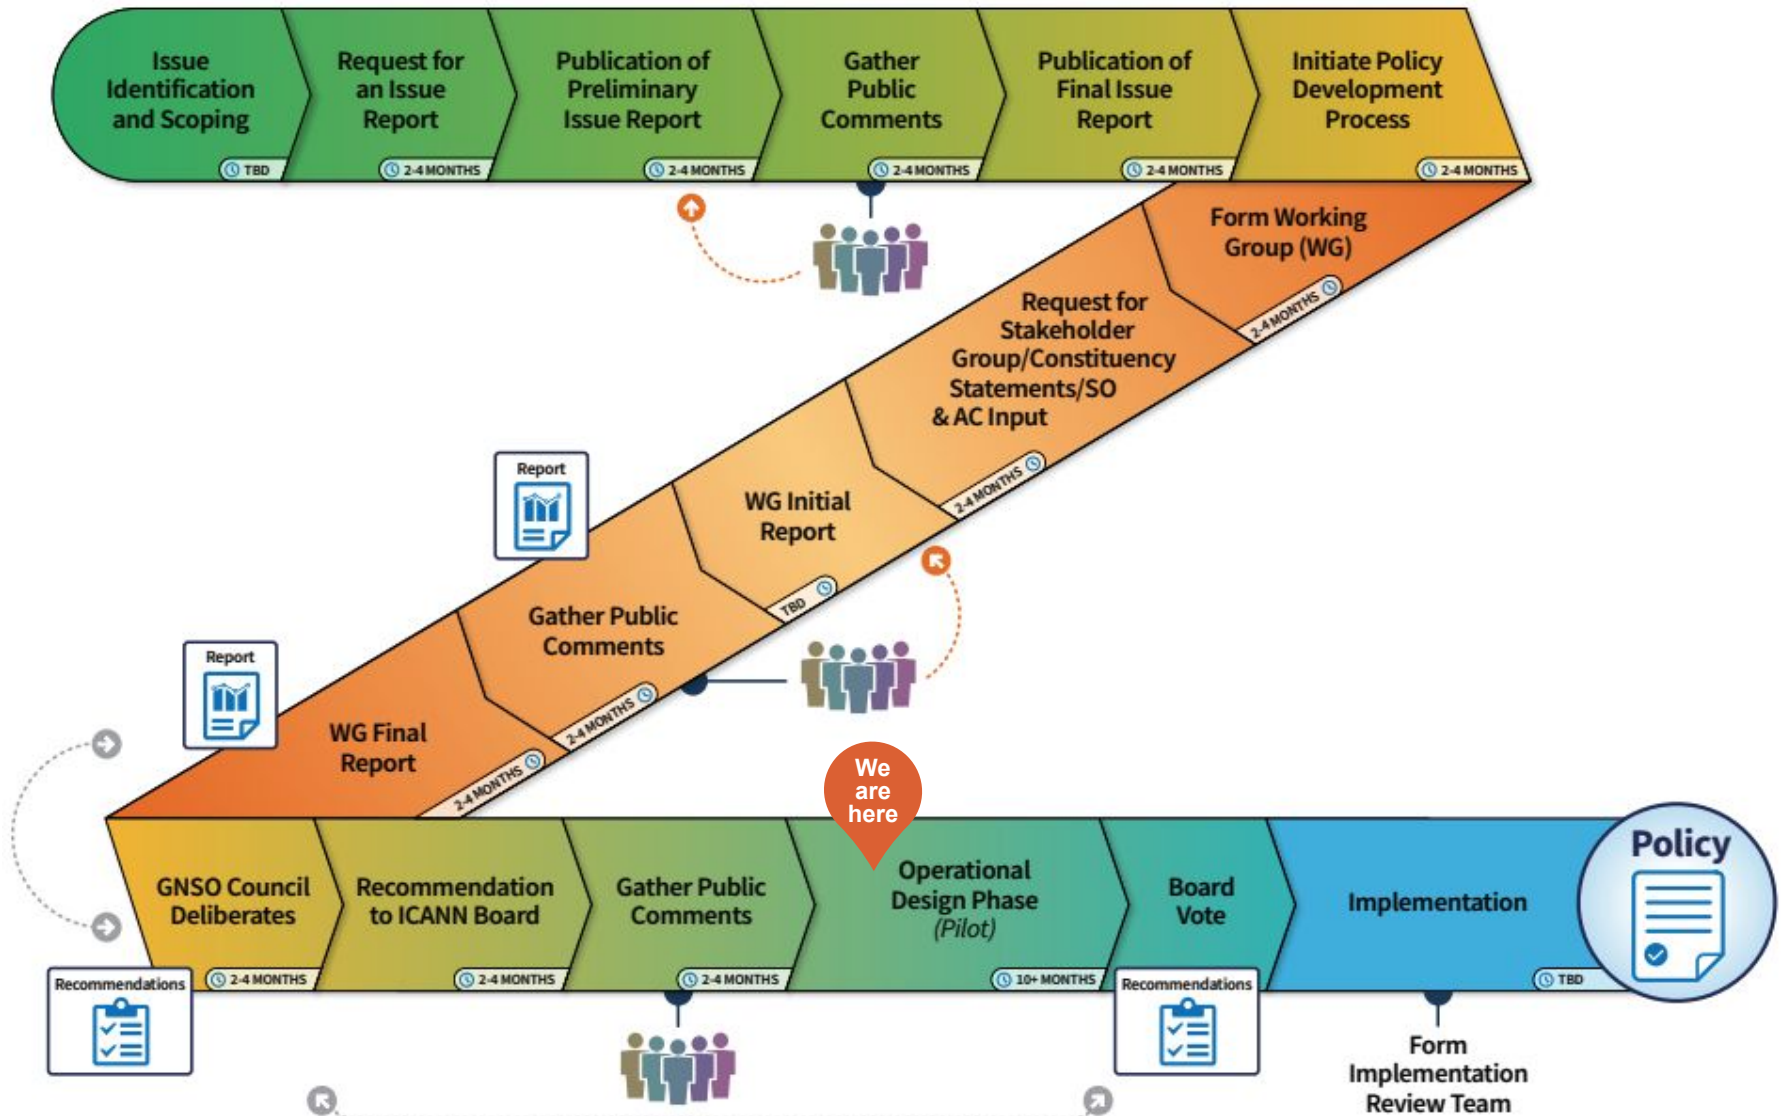 Issue
Identification
and Scoping
TBD
Request for
an Issue
Report
2-4 MONTHS
Publication of
Preliminary
Issue Report
2-4 MONTHS
Gather
Public
Comments
2-4 MONTHS
Publication of
Final Issue
Report
2-4 MONTHS
Initiate Policy
Development
Process
2-4 MONTHS
Form Working
Group (WG)
2-4 MONTHS
Request for
Stakeholder
Group/Constituency
Statements/SO
& AC Input
2-4 MONTHS
WG Initial
Report
TBD
Report
Gather Public
Comments
2-4 MONTHS
Report
WG Final
Report
2-4 MONTHS
We
are
here
GNSO Council
Deliberates
2-4 MONTHS
Recommendations
Recommendation
to ICANN Board
2-4 MONTHS
Gather Public
Comments
2-4 MONTHS
Operational
Design Phase
(Pilot)
10+ MONTHS
Board
Vote
Recommendations
Implementation
TBD
Policy
Form
Implementation
Review Team